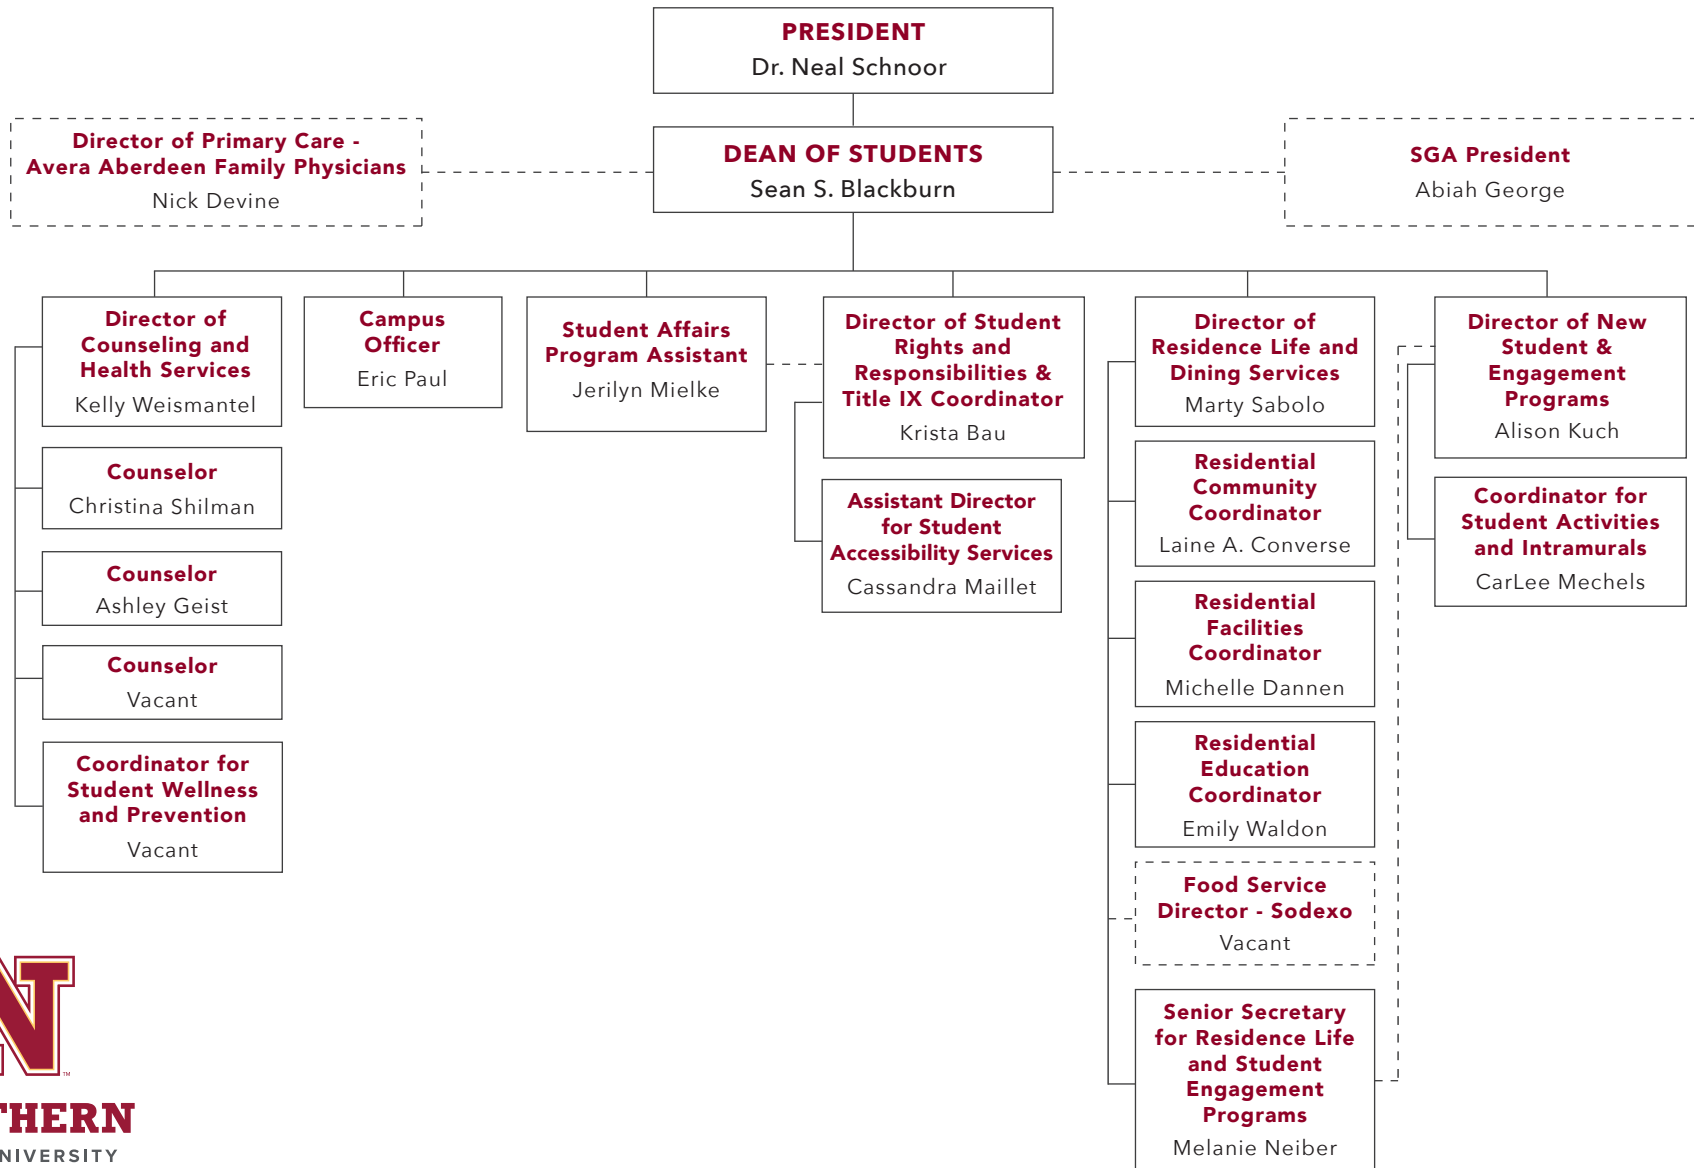 PRESIDENT
Dr. Neal Schnoor
Director of Primary Care -
Avera Aberdeen Family Physicians
Nick Devine
DEAN OF STUDENTS
Sean S. Blackburn
SGA President
Abiah George
Director of
Counseling and
Health Services
Kelly Weismantel
Counselor
Christina Shilman
Counselor
Ashley Geist
Counselor
Vacant
Coordinator for
Student Wellness
and Prevention
Vacant
Campus
Officer
Eric Paul
Student Affairs
Program Assistant
Jerilyn Mielke
Director of Student
Rights and
Responsibilities &
Title IX Coordinator
Krista Bau
Assistant Director
for Student
Accessibility Services
Cassandra Maillet
Director of
Residence Life and
Dining Services
Marty Sabolo
Residential
Community
Coordinator
Laine A. Converse
Residential
Facilities
Coordinator
Michelle Dannen
Residential
Education
Coordinator
Emily Waldon
Food Service
Director - Sodexo
Vacant
Senior Secretary
for Residence Life
and Student
Engagement
Programs
Melanie Neiber
Director of New
Student &
Engagement
Programs
Alison Kuch
Coordinator for
Student Activities
and Intramurals
CarLee Mechels
N
™
THERN
NIVERSITY